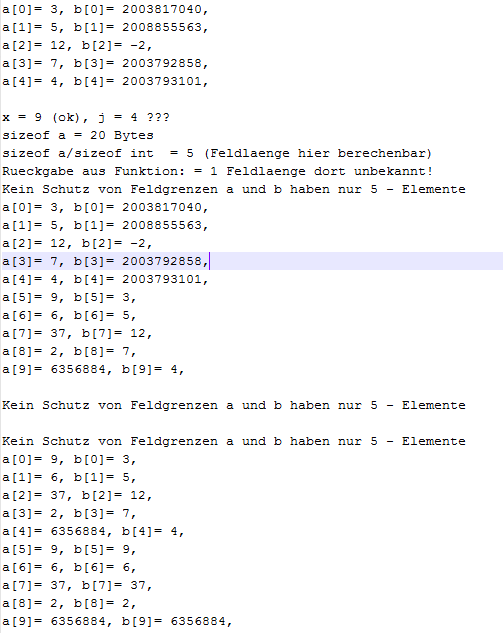 a[0]= 3, b[0]= 2003817040,
a[1]= 5, b[1]= 2008855563,
a[2]= 12, b[2]= -2,
a[3]= 7, b[3]= 2003792858,
a[4]= 4, b[4]= 2003793101,
x = 9 (ok), j = 4 ???
sizeof a = 20 Bytes
sizeof a/sizeof int  = 5 (Feldlaenge hier berechenbar)
Rueckgabe aus Funktion: = 1 Feldlaenge dort unbekannt!
Kein Schutz von Feldgrenzen a und b haben nur 5 - Elemente
a[0]= 3, b[0]= 2003817040,
a[1]= 5, b[1]= 2008855563,
a[2]= 12, b[2]= -2,
a[3]= 7, b[3]= 2003792858,
a[4]= 4, b[4]= 2003793101,
a[5]= 9, b[5]= 3,
a[6]= 6, b[6]= 5,
a[7]= 37, b[7]= 12,
a[8]= 2, b[8]= 7,
a[9]= 6356884, b[9]= 4,
Kein Schutz von Feldgrenzen a und b haben nur 5 - Elemente
Kein Schutz von Feldgrenzen a und b haben nur 5 - Elemente
a[0]= 9, b[0]= 3,
a[1]= 6, b[1]= 5,
a[2]= 37, b[2]= 12,
a[3]= 2, b[3]= 7,
a[4]= 6356884, b[4]= 4,
a[5]= 9, b[5]= 9,
a[6]= 6, b[6]= 6,
a[7]= 37, b[7]= 37,
a[8]= 2, b[8]= 2,
a[9]= 6356884, b[9]= 6356884,